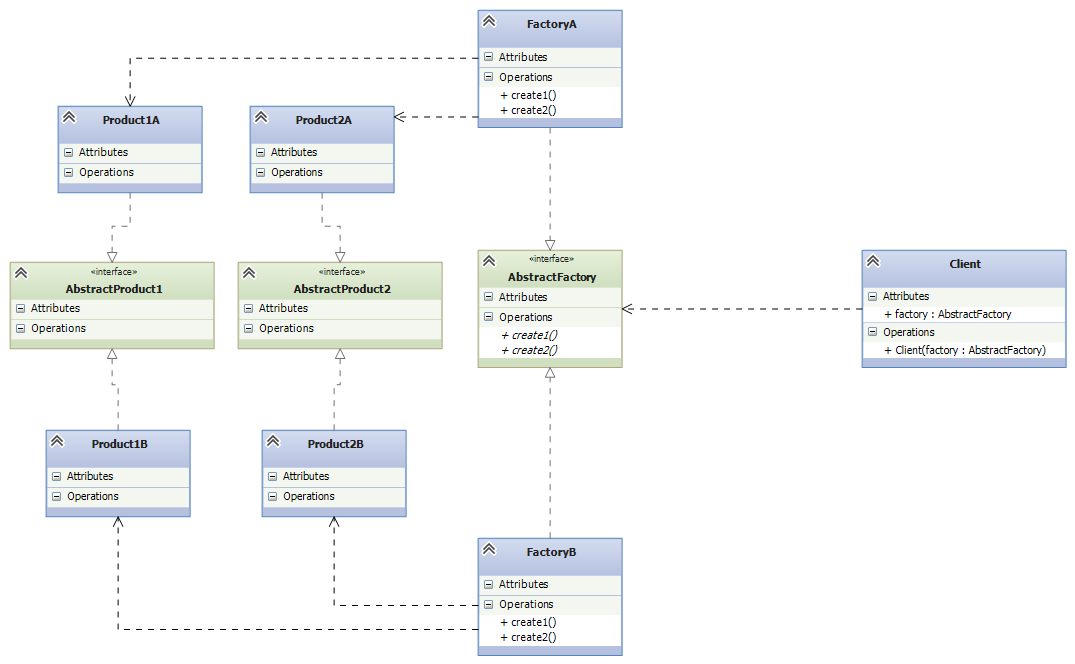 FactoryA
Attributes
Operations
+ create1()
+ create2()
Product1A
Attributes
Operations
Product2A
Attributes
Operations
«interface»
AbstractProduct1
Attributes
Operations
«interface»
AbstractProduct2
Attributes
Operations
«interface»
AbstractFactory
Attributes
Operations
+ create1()
+ create2()
Client
Attributes
+ factory : AbstractFactory
Operations
+ Client(factory : AbstractFactory)
Product1B
Attributes
Operations
Product2B
Attributes
Operations
FactoryB
Attributes
Operations
+ create1()
+ create2()